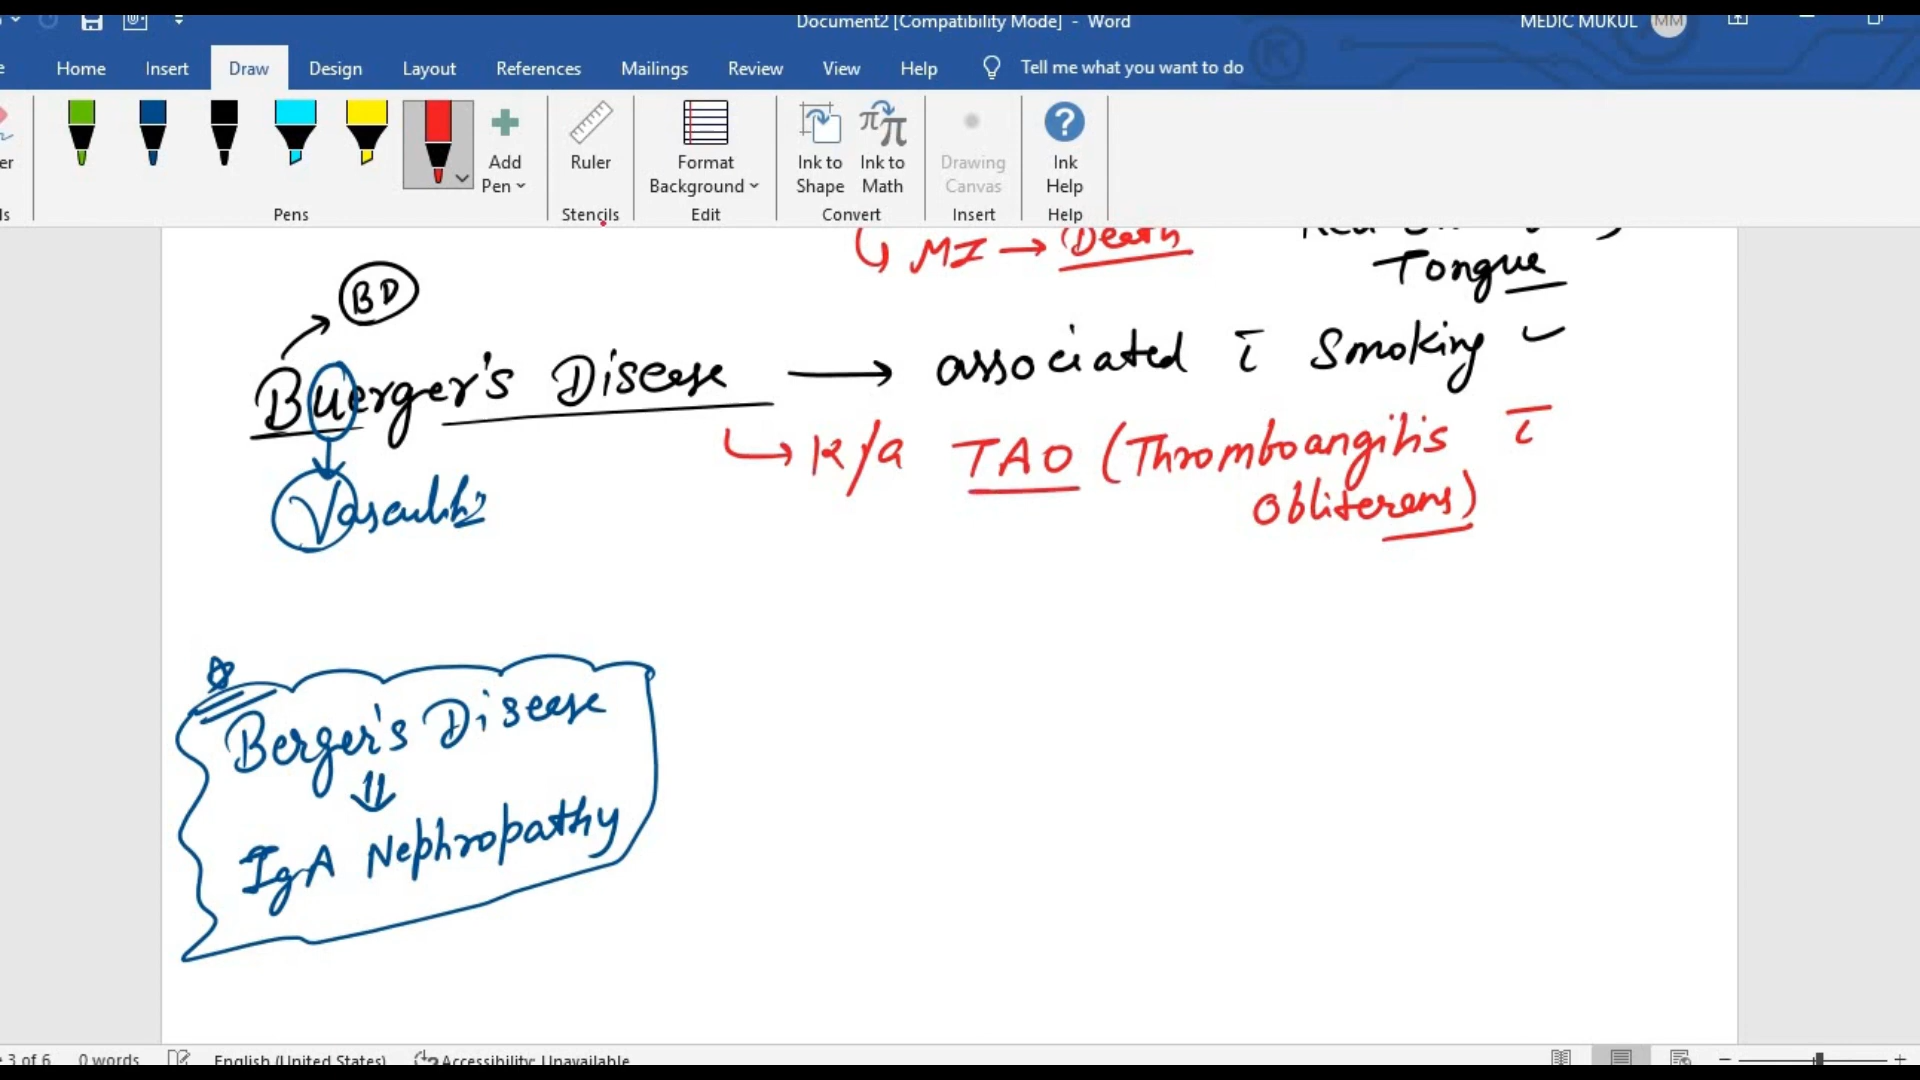 Document2 [Compatibility Mode] - Word
MEDIC MUKUL MM
Home Insert Draw Design Layout References Mailings Review View Help Tell me what you want to do
Add Pen
Ruler
Format Background
Ink to Shape
Ink to Math
Drawing Canvas
Ink Help
Pens Stencils Edit Convert Insert Help
MI → Death
Tongue
BD
Buerger's Disease → associated c̄ Smoking
K/a TAO (Thromboangitis
Obliterans)
Vasculitis
Berger's Disease
⇓
IgA Nephropathy
3 of 6 0 words English (United States) Accessibility: Unavailable